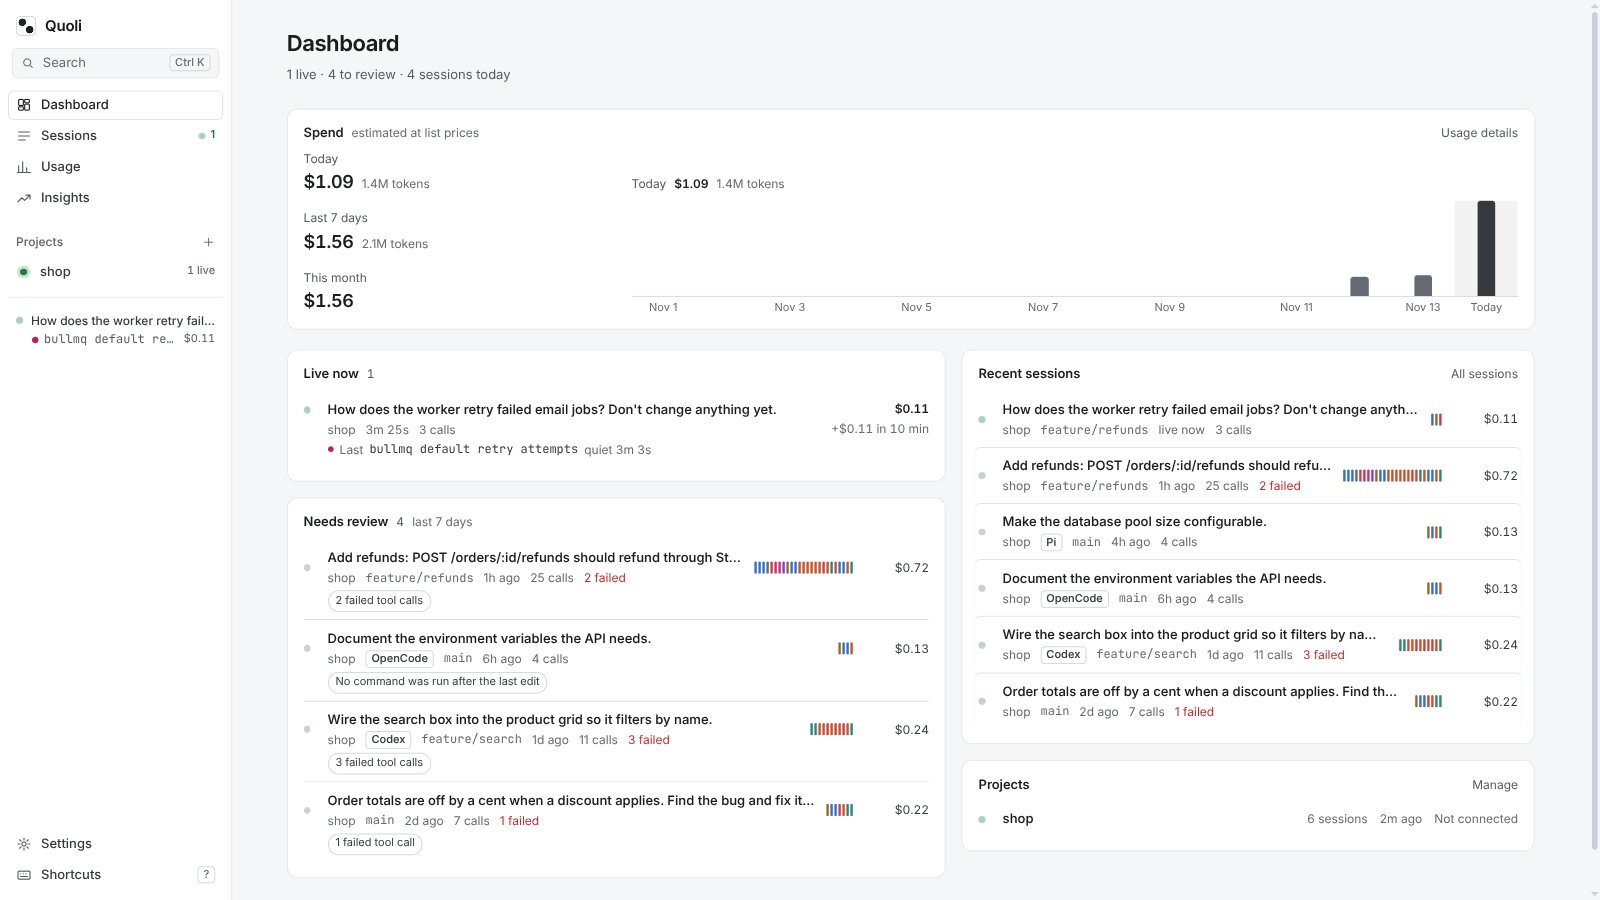 Quoli
Search Ctrl K
Dashboard
Sessions 1
Usage
Insights
Projects
shop 1 live
How does the worker retry fail...
bullmq default re… $0.11
Settings
Shortcuts ?
Dashboard
1 live · 4 to review · 4 sessions today
Spend estimated at list prices Usage details
Today
$1.09 1.4M tokens
Last 7 days
$1.56 2.1M tokens
This month
$1.56
Today $1.09 1.4M tokens
Nov 1 Nov 3 Nov 5 Nov 7 Nov 9 Nov 11 Nov 13 Today
Live now 1
How does the worker retry failed email jobs? Don't change anything yet. $0.11
shop 3m 25s 3 calls +$0.11 in 10 min
Last bullmq default retry attempts quiet 3m 3s
Needs review 4 last 7 days
Add refunds: POST /orders/:id/refunds should refund through St... $0.72
shop feature/refunds 1h ago 25 calls 2 failed
2 failed tool calls
Document the environment variables the API needs. $0.13
shop OpenCode main 6h ago 4 calls
No command was run after the last edit
Wire the search box into the product grid so it filters by name. $0.24
shop Codex feature/search 1d ago 11 calls 3 failed
3 failed tool calls
Order totals are off by a cent when a discount applies. Find the bug and fix it... $0.22
shop main 2d ago 7 calls 1 failed
1 failed tool call
Recent sessions All sessions
How does the worker retry failed email jobs? Don't change anyth... $0.11
shop feature/refunds live now 3 calls
Add refunds: POST /orders/:id/refunds should refu... $0.72
shop feature/refunds 1h ago 25 calls 2 failed
Make the database pool size configurable. $0.13
shop Pi main 4h ago 4 calls
Document the environment variables the API needs. $0.13
shop OpenCode main 6h ago 4 calls
Wire the search box into the product grid so it filters by na... $0.24
shop Codex feature/search 1d ago 11 calls 3 failed
Order totals are off by a cent when a discount applies. Find th... $0.22
shop main 2d ago 7 calls 1 failed
Projects Manage
shop 6 sessions 2m ago Not connected